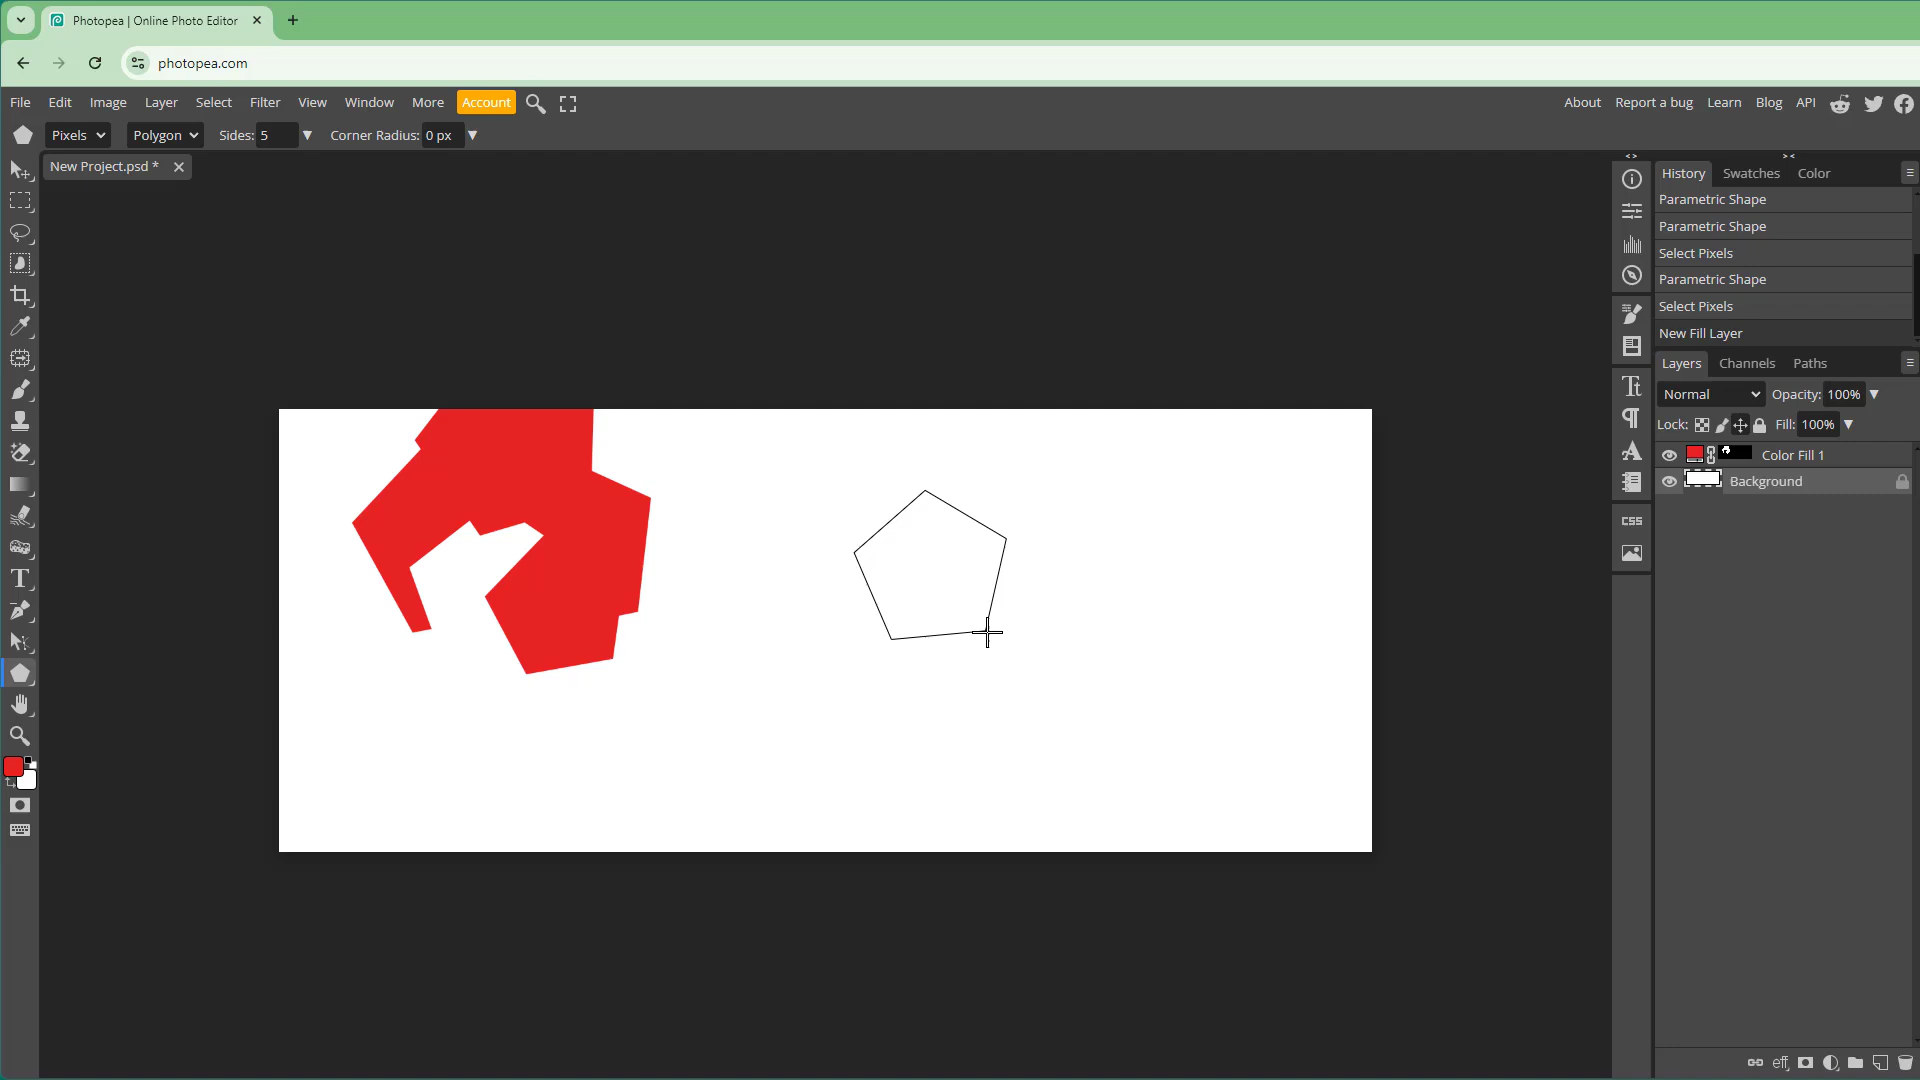 Photopea | Online Photo Editor
photopea.com
File Edit Image Layer Select Filter View Window More Account About Report a bug Learn Blog API
Pixels Polygon Sides: 5 Corner Radius: 0 px
New Project.psd *
History Swatches Color
Parametric Shape
Parametric Shape
Select Pixels
Parametric Shape
Select Pixels
New Fill Layer
Layers Channels Paths
Normal Opacity: 100%
Lock: Fill: 100%
Color Fill 1
Background
CSS
eff